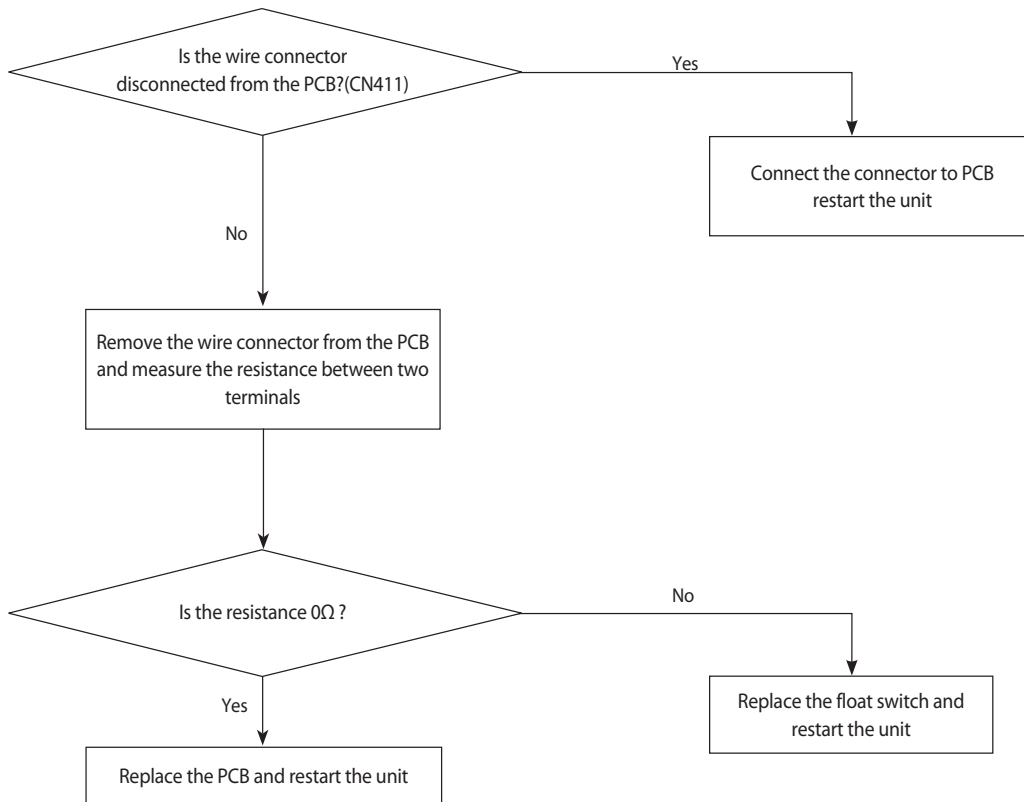 Is the wire connector
disconnected from the PCB?(CN411)
Yes
Connect the connector to PCB
restart the unit
No
Remove the wire connector from the PCB
and measure the resistance between two
terminals
Is the resistance 0Ω ?
No
Yes
Replace the float switch and
restart the unit
Replace the PCB and restart the unit